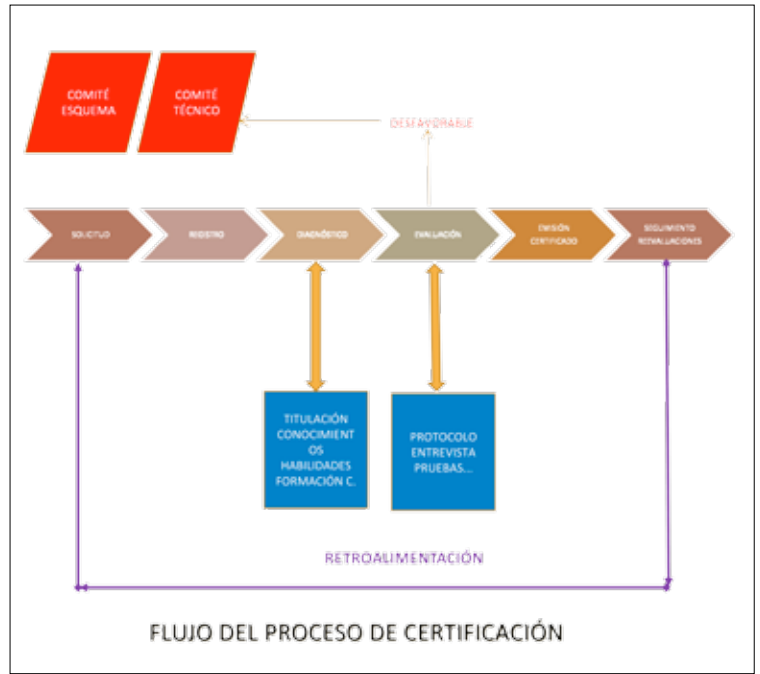 COMITÉ
ESQUEMA
COMITÉ
TÉCNICO
DESFAVORABLE
SOLICITUD
REGISTRO
DIAGNÓSTICO
EVALUACIÓN
EMISIÓN
CERTIFICADO
SEGUIMIENTO
REEVALUACIONES
TITULACIÓN
CONOCIMIENT
OS
HABILIDADES
FORMACIÓN C.
PROTOCOLO
ENTREVISTA
PRUEBAS...
RETROALIMENTACIÓN
FLUJO DEL PROCESO DE CERTIFICACIÓN